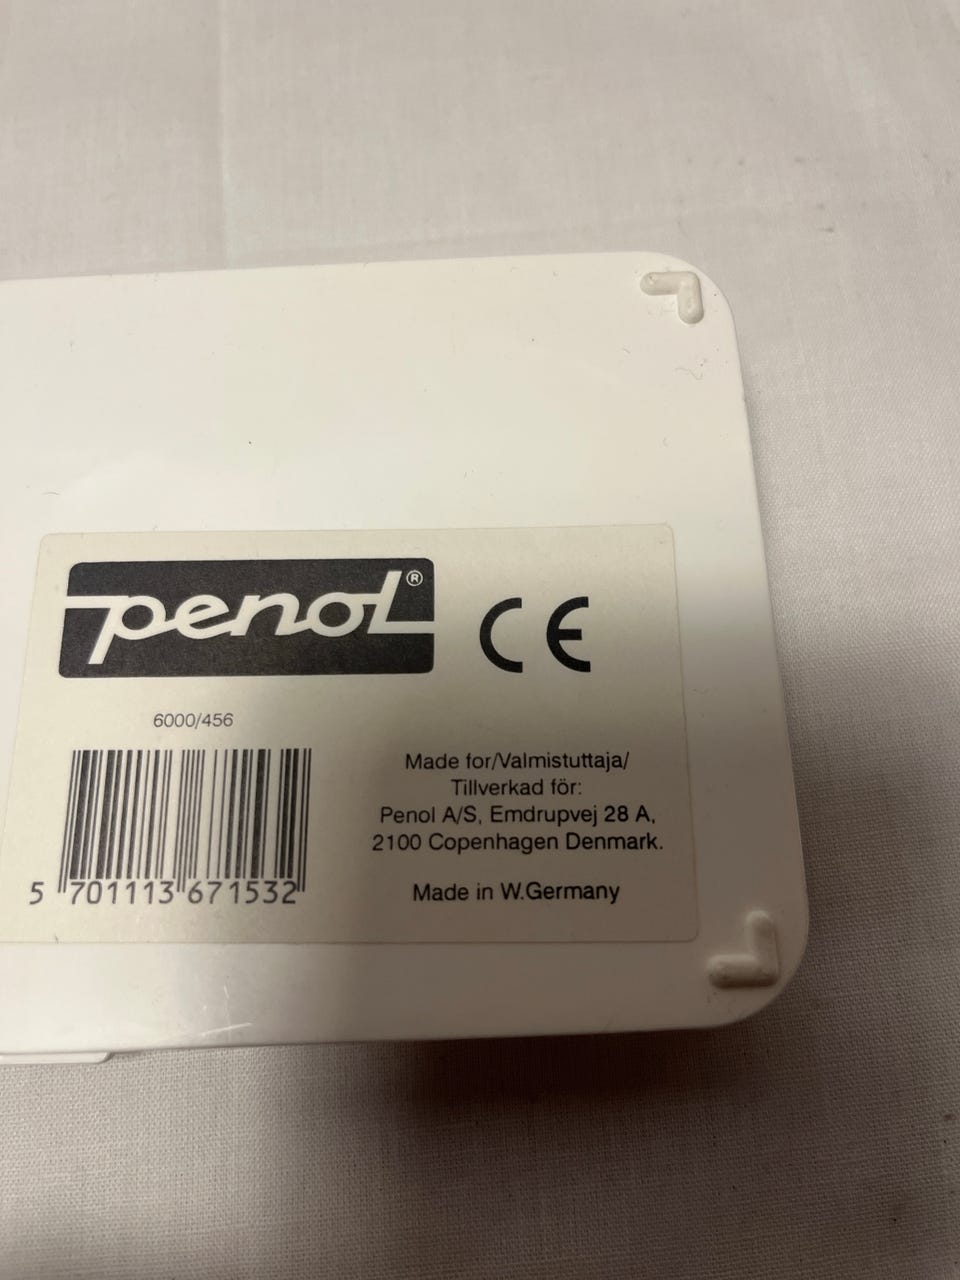 penol®
CE
6000/456
5 701113 671532
Made for/Valmistuttaja/
Tillverkad för:
Penol A/S, Emdrupvej 28 A,
2100 Copenhagen Denmark.
Made in W.Germany